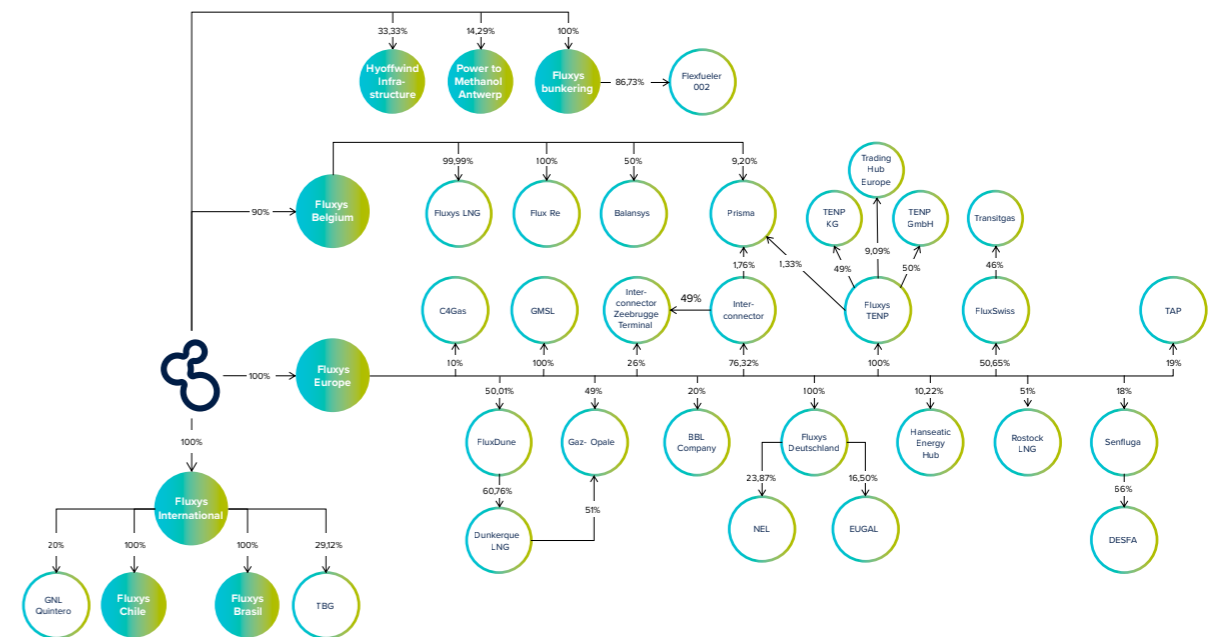 33,33%
14,29%
100%
Hyoffwind
Infra-
structure
Power to
Methanol
Antwerp
Fluxys
bunkering
86,73%
Flexfueler
002
90%
Fluxys
Belgium
99,99%
100%
50%
9,20%
Fluxys LNG
Flux Re
Balansys
Prisma
Trading
Hub
Europe
TENP
KG
TENP
GmbH
Transitgas
1,76%
1,33%
49%
9,09%
50%
46%
C4Gas
GMSL
Inter-
connector
Zeebrugge
Terminal
49%
Inter-
connector
Fluxys
TENP
FluxSwiss
TAP
100%
Fluxys
Europe
10%
100%
26%
76,32%
100%
50,65%
19%
50,01%
49%
20%
100%
10,22%
51%
18%
FluxDune
Gaz- Opale
BBL
Company
Fluxys
Deutschland
Hanseatic
Energy
Hub
Rostock
LNG
Senfluga
60,76%
51%
23,87%
16,50%
66%
Dunkerque
LNG
NEL
EUGAL
DESFA
100%
Fluxys
International
20%
100%
100%
29,12%
GNL
Quintero
Fluxys
Chile
Fluxys
Brasil
TBG